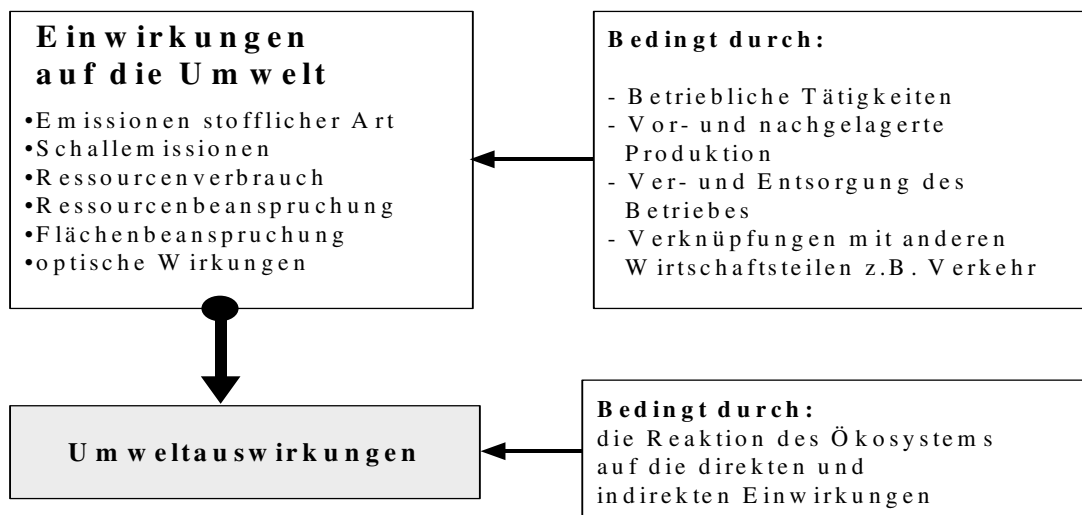 Einwirkungen
auf die Umwelt
•Emissionen stofflicher Art
•Schallemissionen
•Ressourcenverbrauch
•Ressourcenbeanspruchung
•Flächenbeanspruchung
•optische Wirkungen
Bedingt durch:
- Betriebliche Tätigkeiten
- Vor- und nachgelagerte
Produktion
- Ver- und Entsorgung des
Betriebes
- Verknüpfungen mit anderen
Wirtschaftsteilen z.B. Verkehr
Umweltauswirkungen
Bedingt durch:
die Reaktion des Ökosystems
auf die direkten und
indirekten Einwirkungen